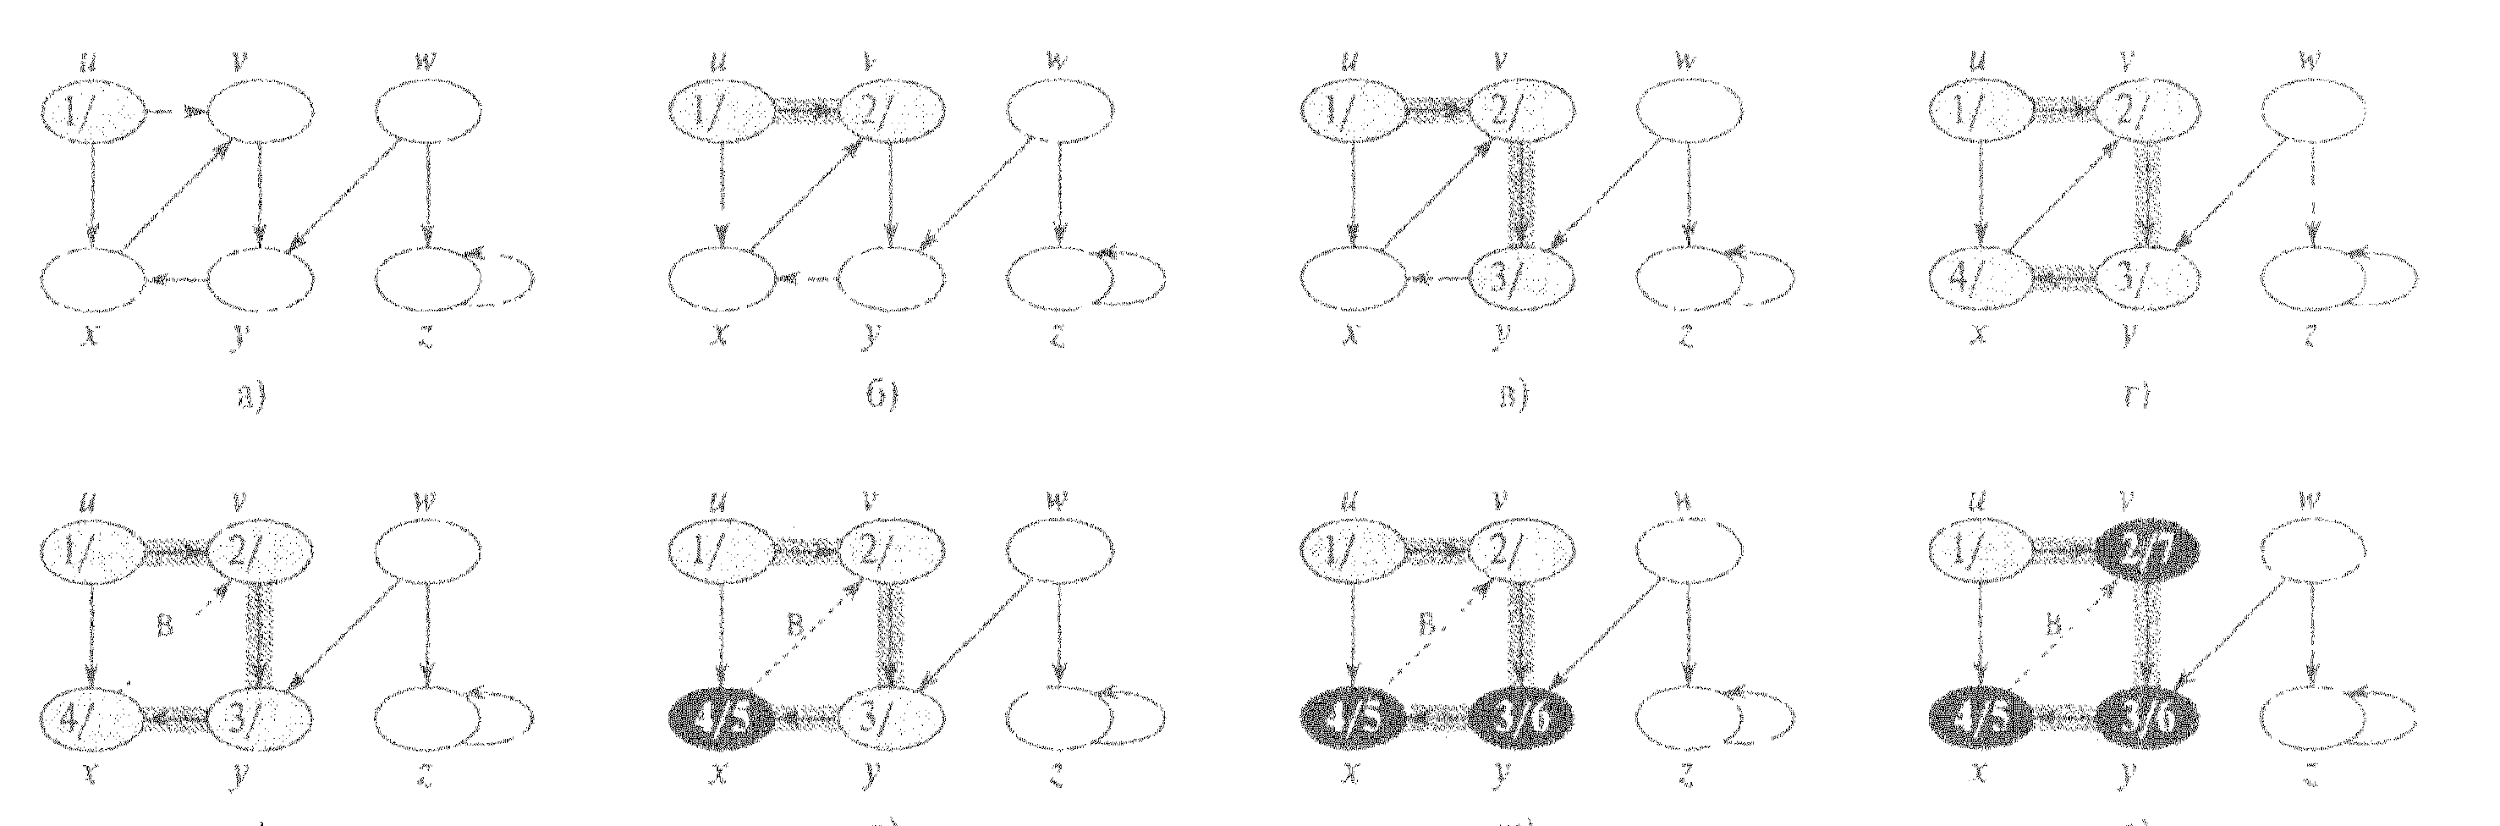 u v w u v w u v w u v w
1/ 1/ 2/ 1/ 2/ 1/ 2/
3/ 4/ 3/
x y z x y z x y z x y z
а) б) в) г)
u v w u v w u v w u v w
1/ 2/ 1/ 2/ 1/ 2/ 1/ 2/7
B B B B
4/ 3/ 4/5 3/ 4/5 3/6 4/5 3/6
x y z x y z x y z x y z